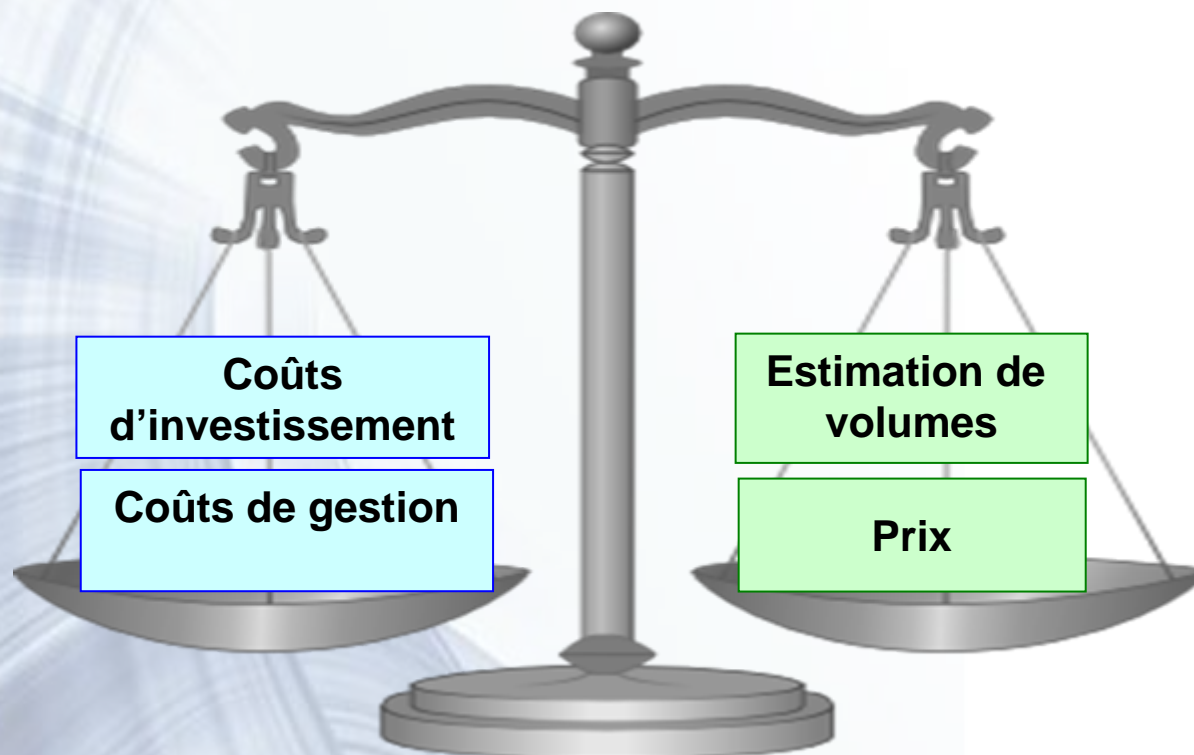 Coûts
d’investissement
Coûts de gestion
Estimation de
volumes
Prix